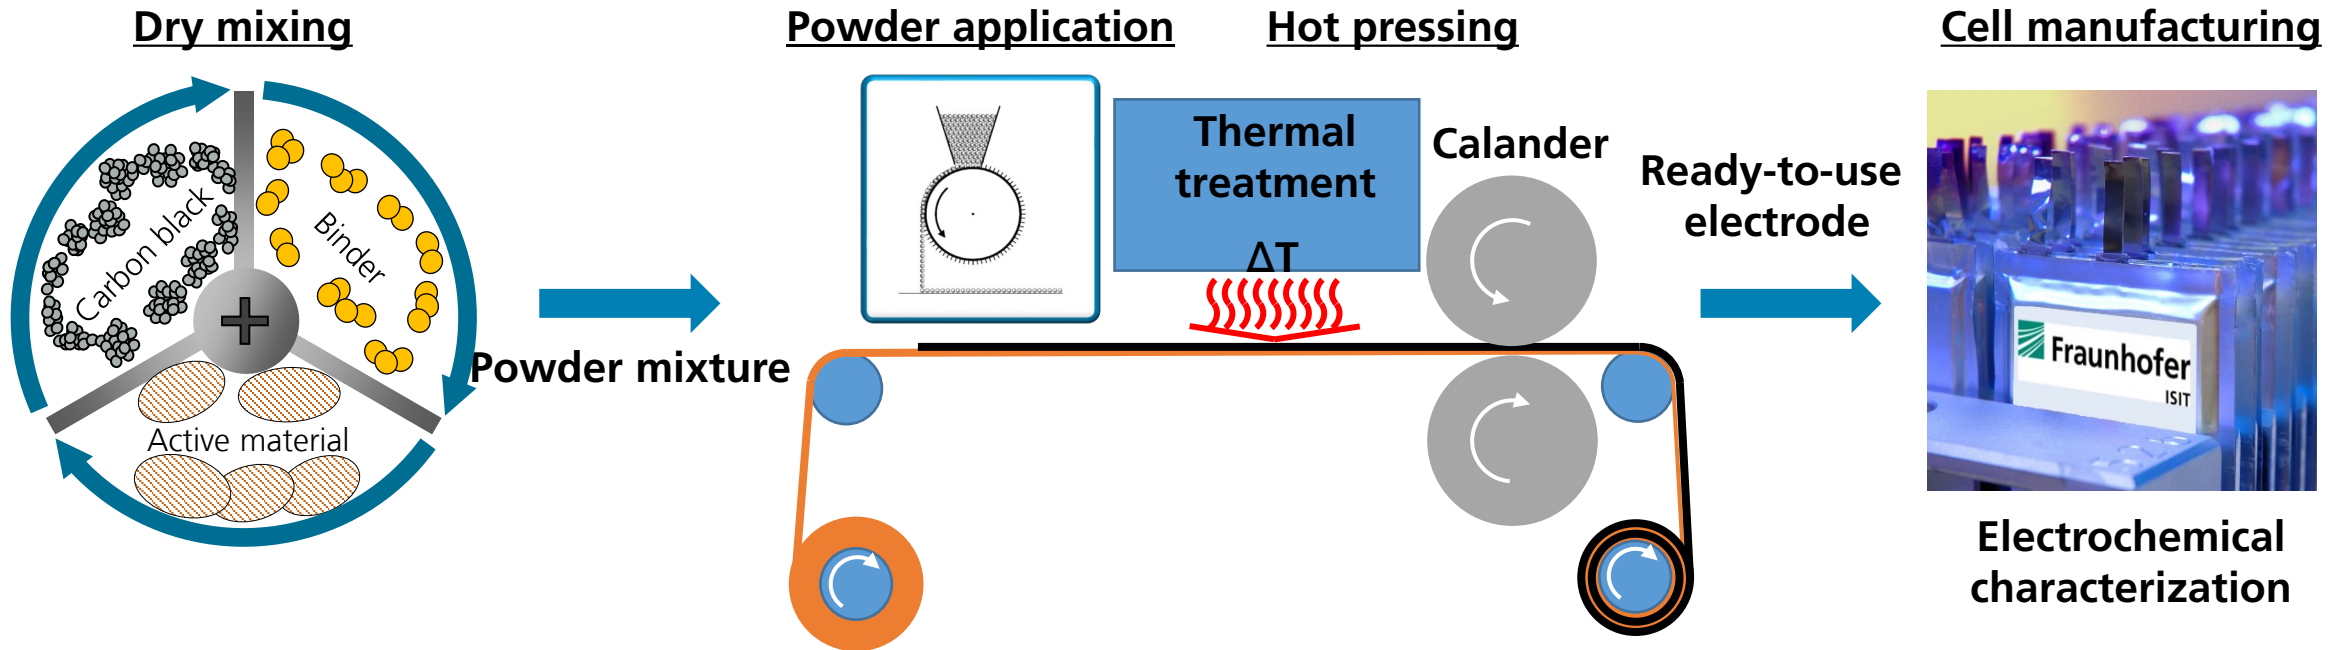 Dry mixing
Carbon black
Binder
Active material
Powder mixture
Powder application
Hot pressing
Thermal
treatment
ΔT
Calander
Ready-to-use
electrode
Cell manufacturing
Fraunhofer
ISIT
Electrochemical
characterization